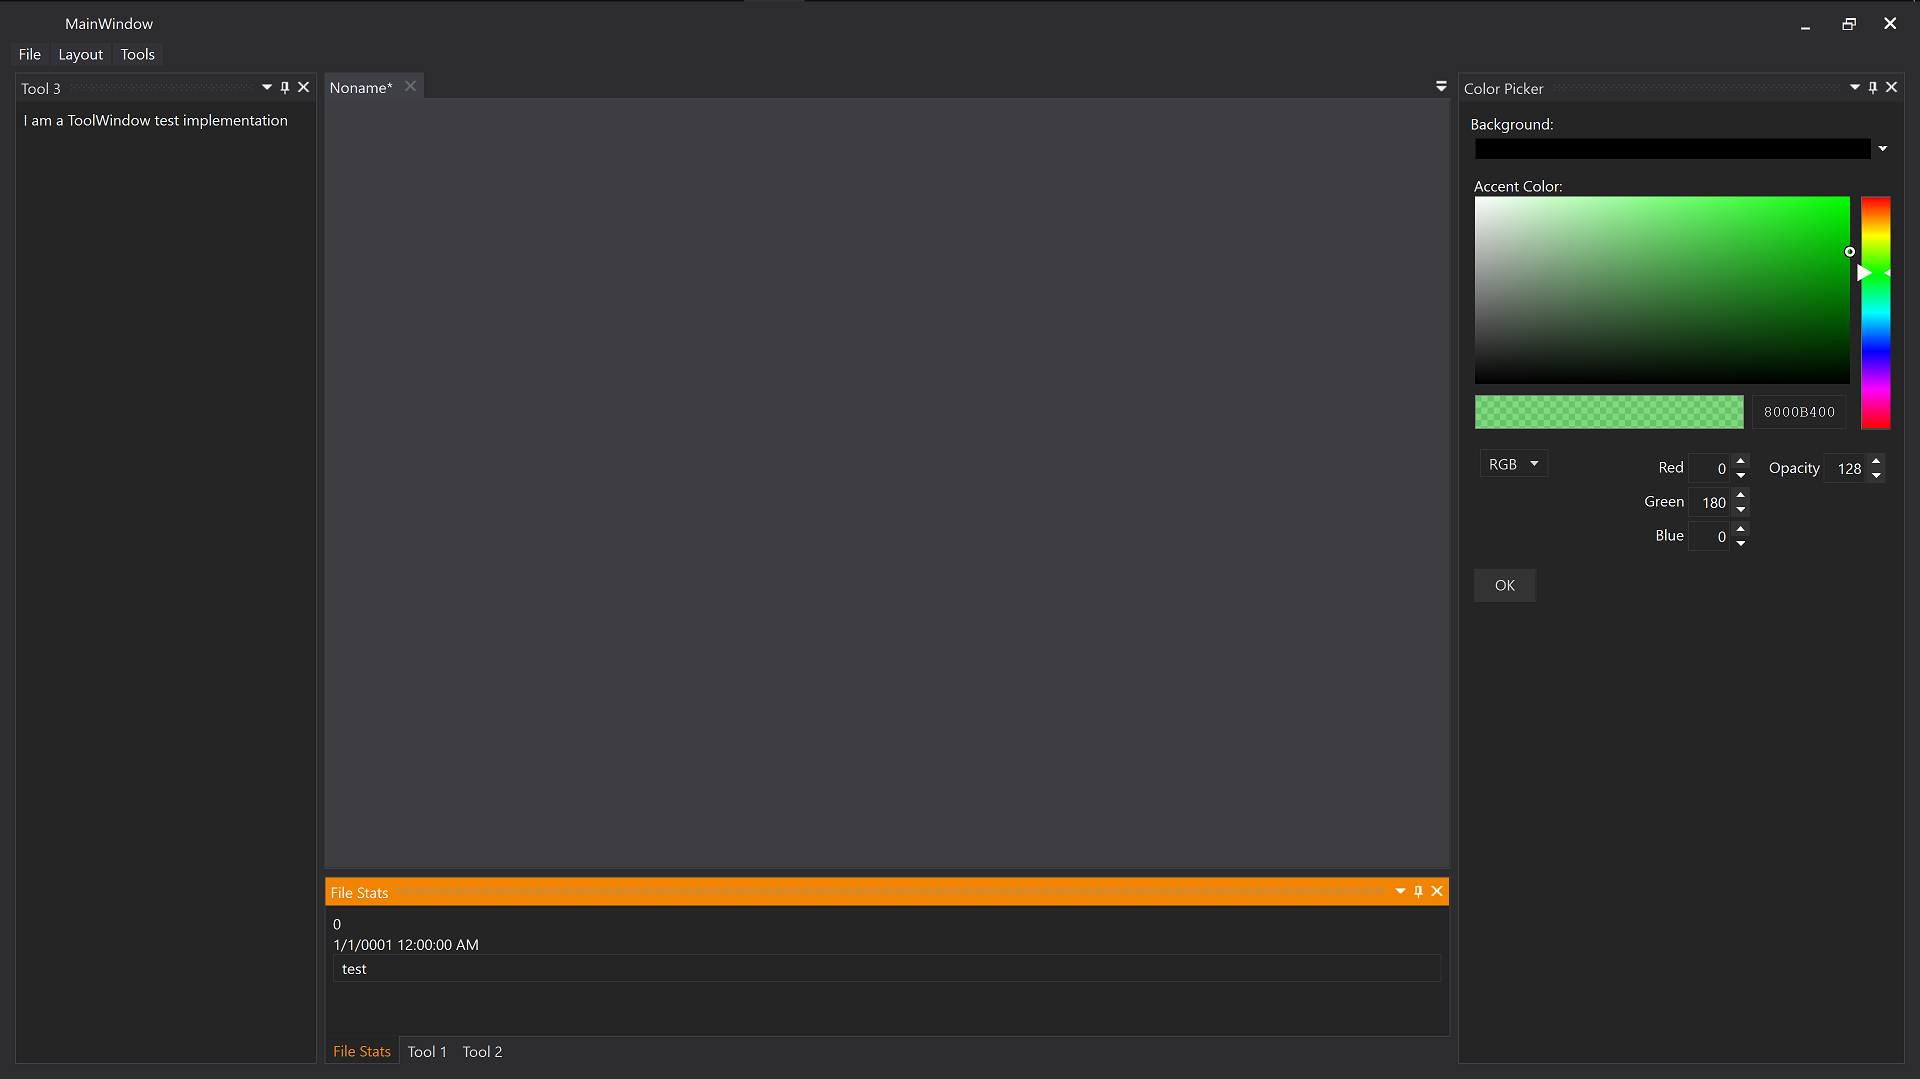 MainWindow
File Layout Tools
Tool 3
I am a ToolWindow test implementation
Noname*
Color Picker
Background:
Accent Color:
8000B400
RGB
Red 0
Opacity 128
Green 180
Blue 0
OK
File Stats
0
1/1/0001 12:00:00 AM
test
File Stats Tool 1 Tool 2